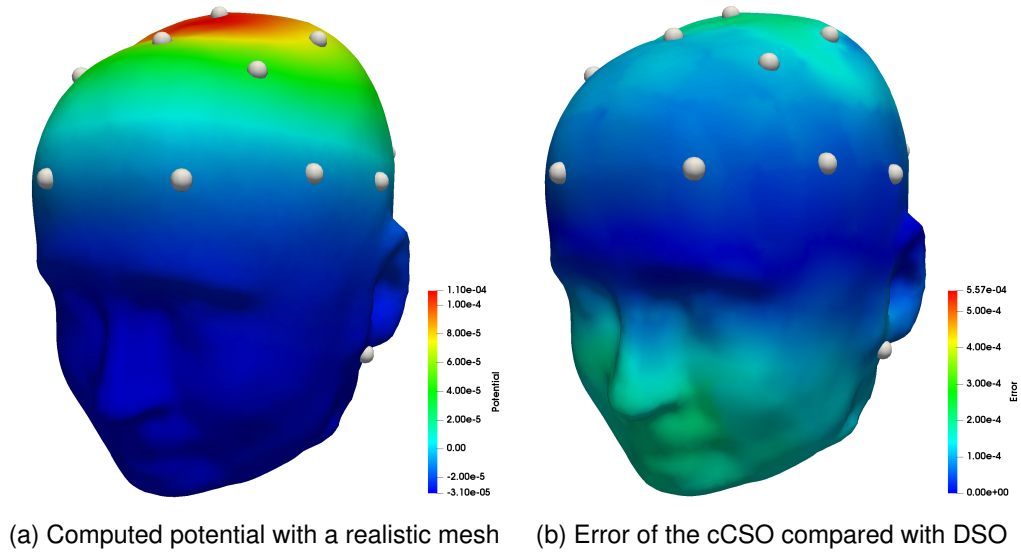 1.10e-04
1.00e-4
8.00e-5
6.00e-5
4.00e-5
2.00e-5
0.00
-2.00e-5
-3.10e-05
Potential
5.57e-04
5.00e-4
4.00e-4
3.00e-4
2.00e-4
1.00e-4
0.00e+00
Error
(a) Computed potential with a realistic mesh
(b) Error of the cCSO compared with DSO